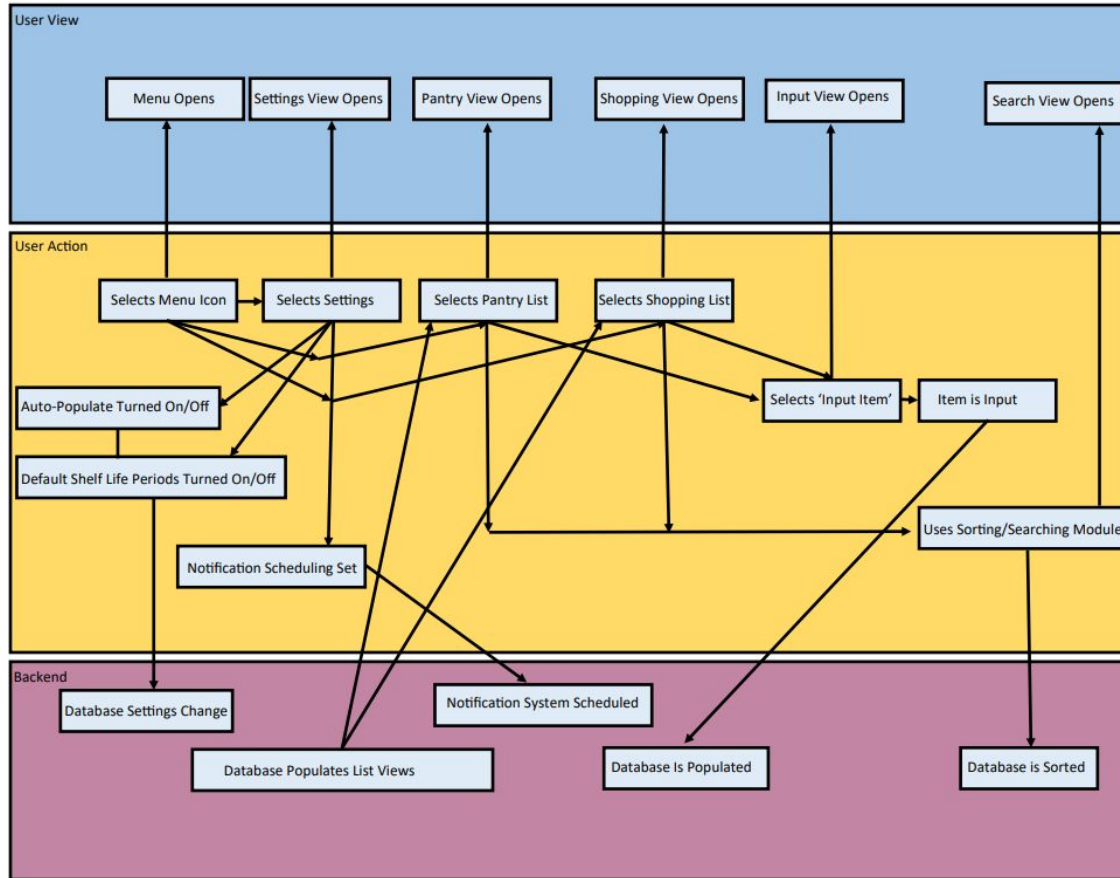 User View
Menu Opens
Settings View Opens
Pantry View Opens
Shopping View Opens
Input View Opens
Search View Opens
User Action
Selects Menu Icon
Selects Settings
Selects Pantry List
Selects Shopping List
Auto-Populate Turned On/Off
Selects ‘Input Item’
Item is Input
Default Shelf Life Periods Turned On/Off
Uses Sorting/Searching Module
Notification Scheduling Set
Backend
Database Settings Change
Notification System Scheduled
Database Populates List Views
Database Is Populated
Database is Sorted